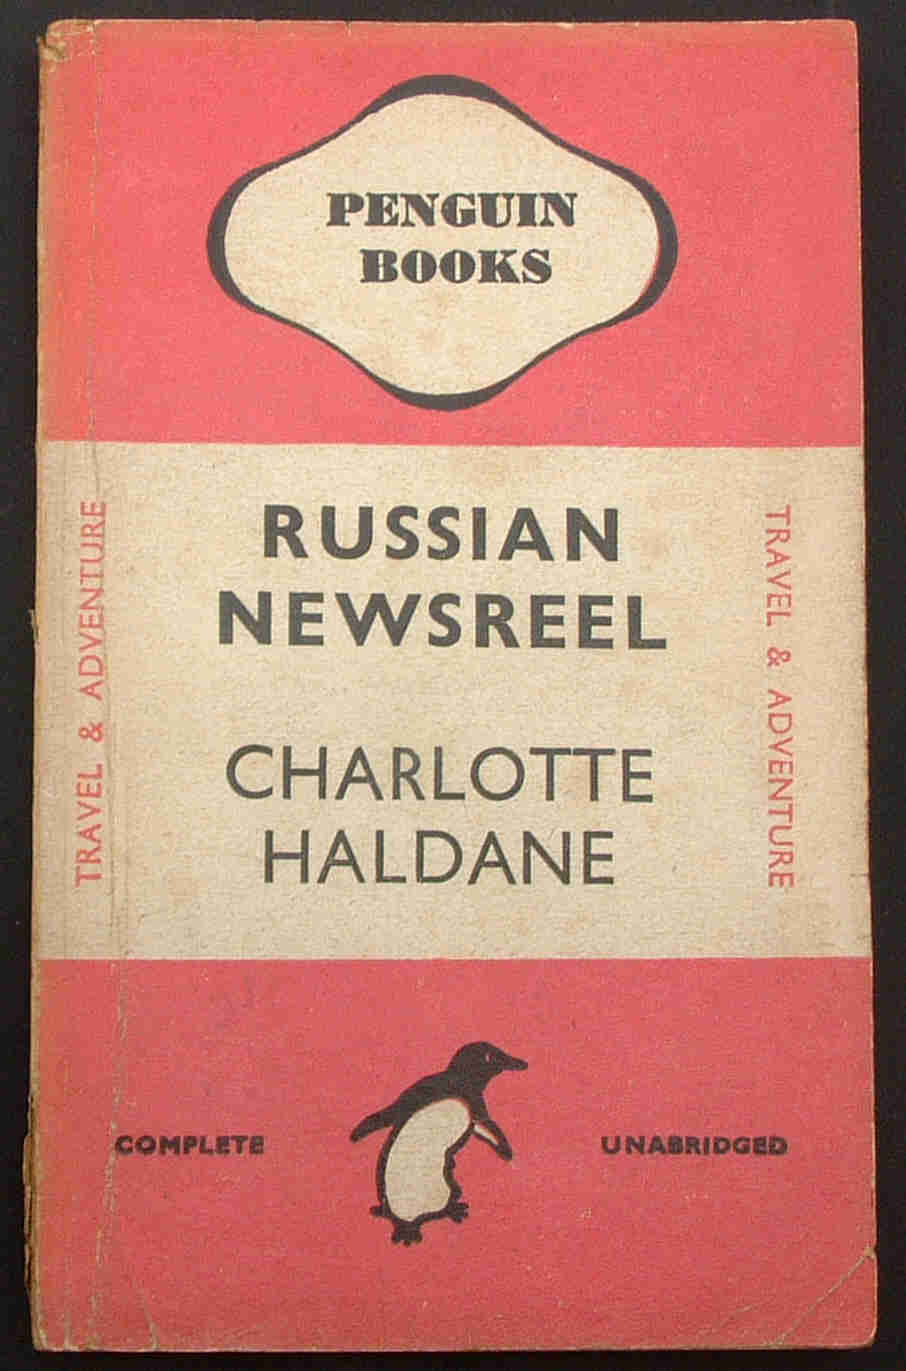 PENGUIN
BOOKS
RUSSIAN
NEWSREEL
CHARLOTTE
HALDANE
TRAVEL & ADVENTURE
TRAVEL & ADVENTURE
COMPLETE
UNABRIDGED